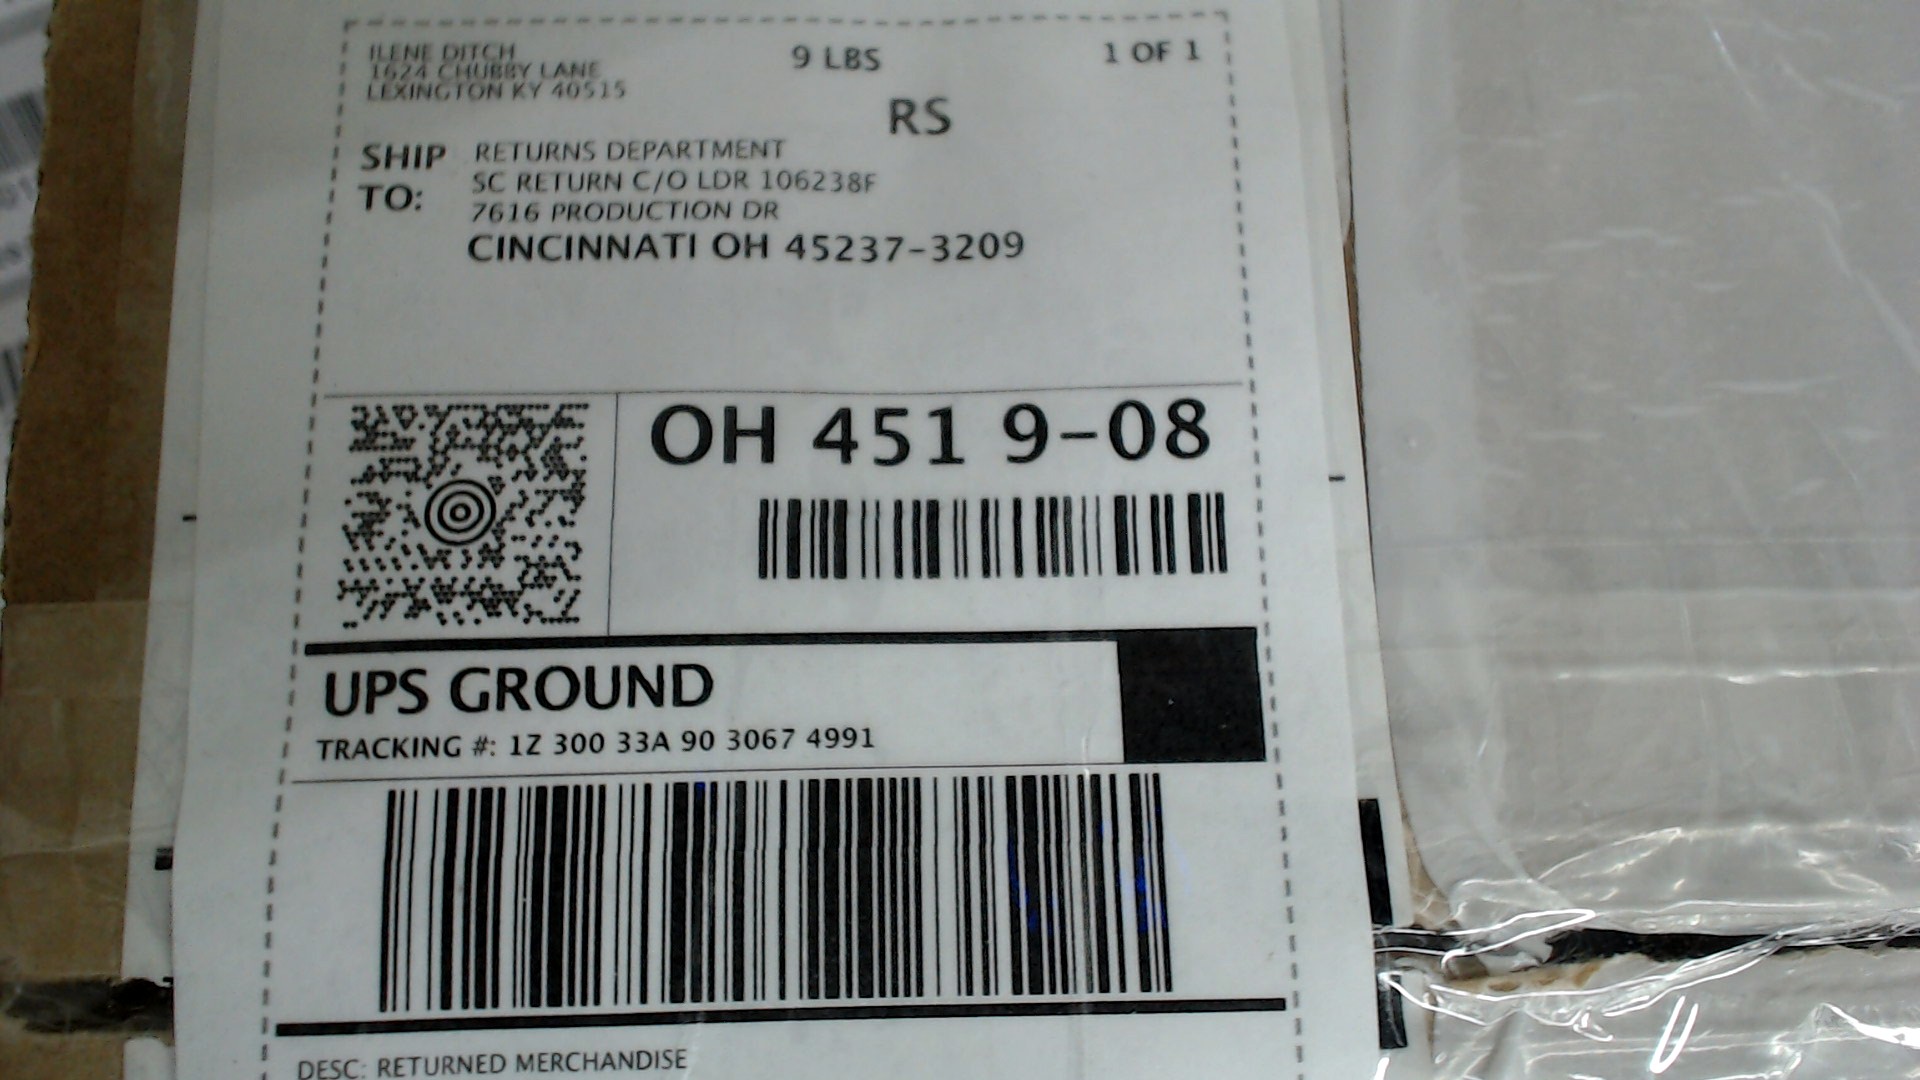 ILENE DITCH
9 LBS
1 OF 1
1624 CHUBBY LANE
LEXINGTON KY 40515
RS
SHIP TO:
RETURNS DEPARTMENT
SC RETURN C/O LDR 106238F
7616 PRODUCTION DR
CINCINNATI OH 45237-3209
OH 451 9-08
UPS GROUND
TRACKING #: 1Z 300 33A 90 3067 4991
DESC: RETURNED MERCHANDISE